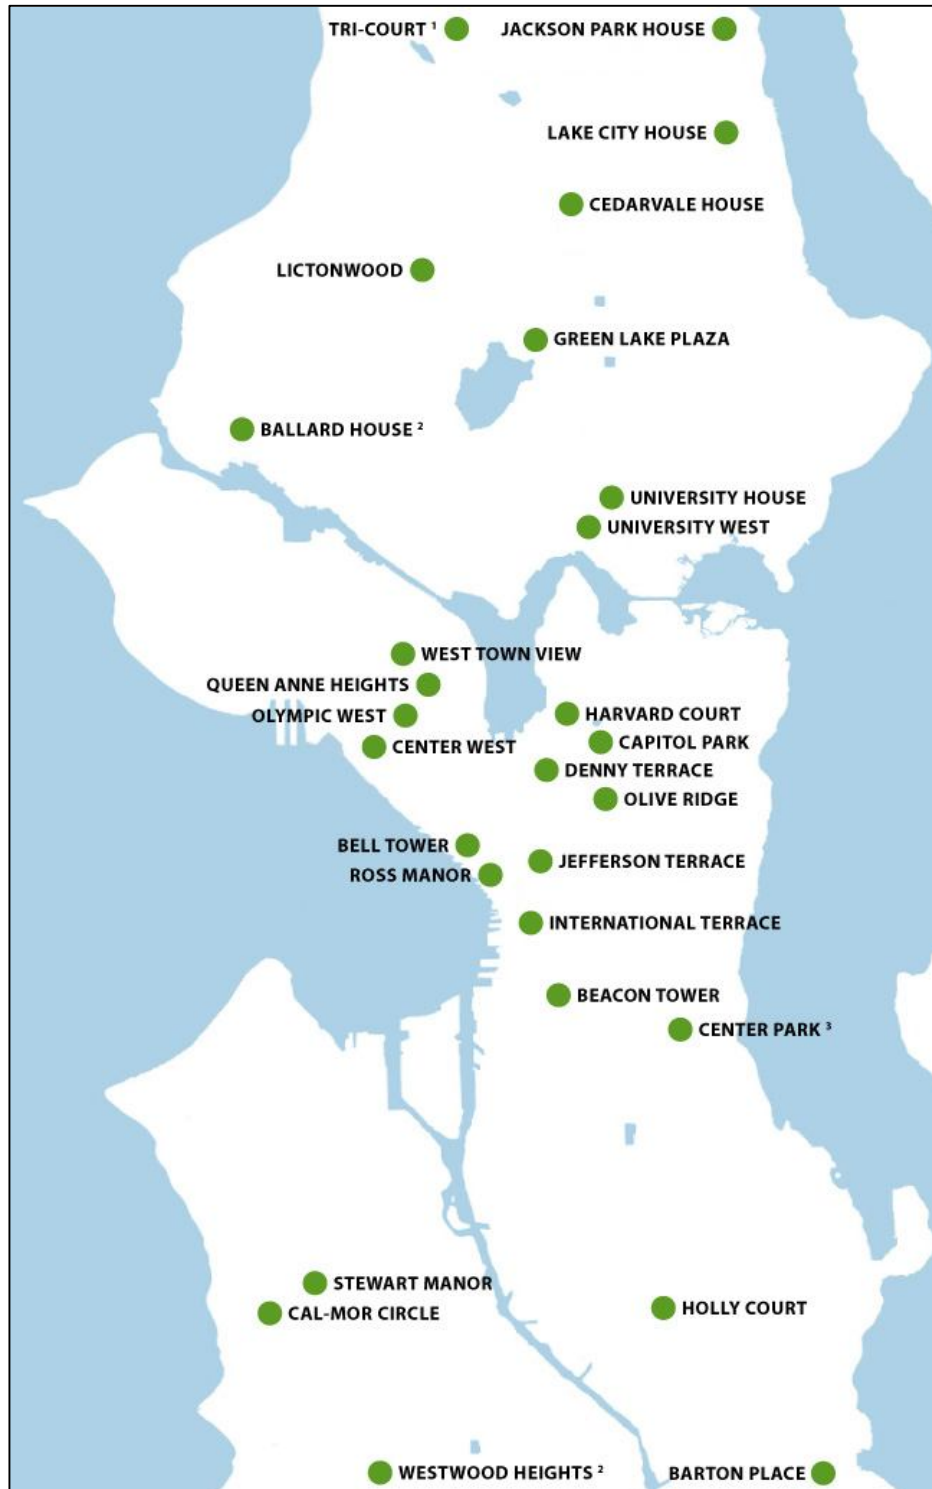 TRI-COURT ¹
JACKSON PARK HOUSE
LAKE CITY HOUSE
CEDARVALE HOUSE
LICTONWOOD
GREEN LAKE PLAZA
BALLARD HOUSE ²
UNIVERSITY HOUSE
UNIVERSITY WEST
WEST TOWN VIEW
QUEEN ANNE HEIGHTS
OLYMPIC WEST
HARVARD COURT
CENTER WEST
CAPITOL PARK
DENNY TERRACE
OLIVE RIDGE
BELL TOWER
JEFFERSON TERRACE
ROSS MANOR
INTERNATIONAL TERRACE
BEACON TOWER
CENTER PARK ³
STEWART MANOR
CAL-MOR CIRCLE
HOLLY COURT
WESTWOOD HEIGHTS ²
BARTON PLACE